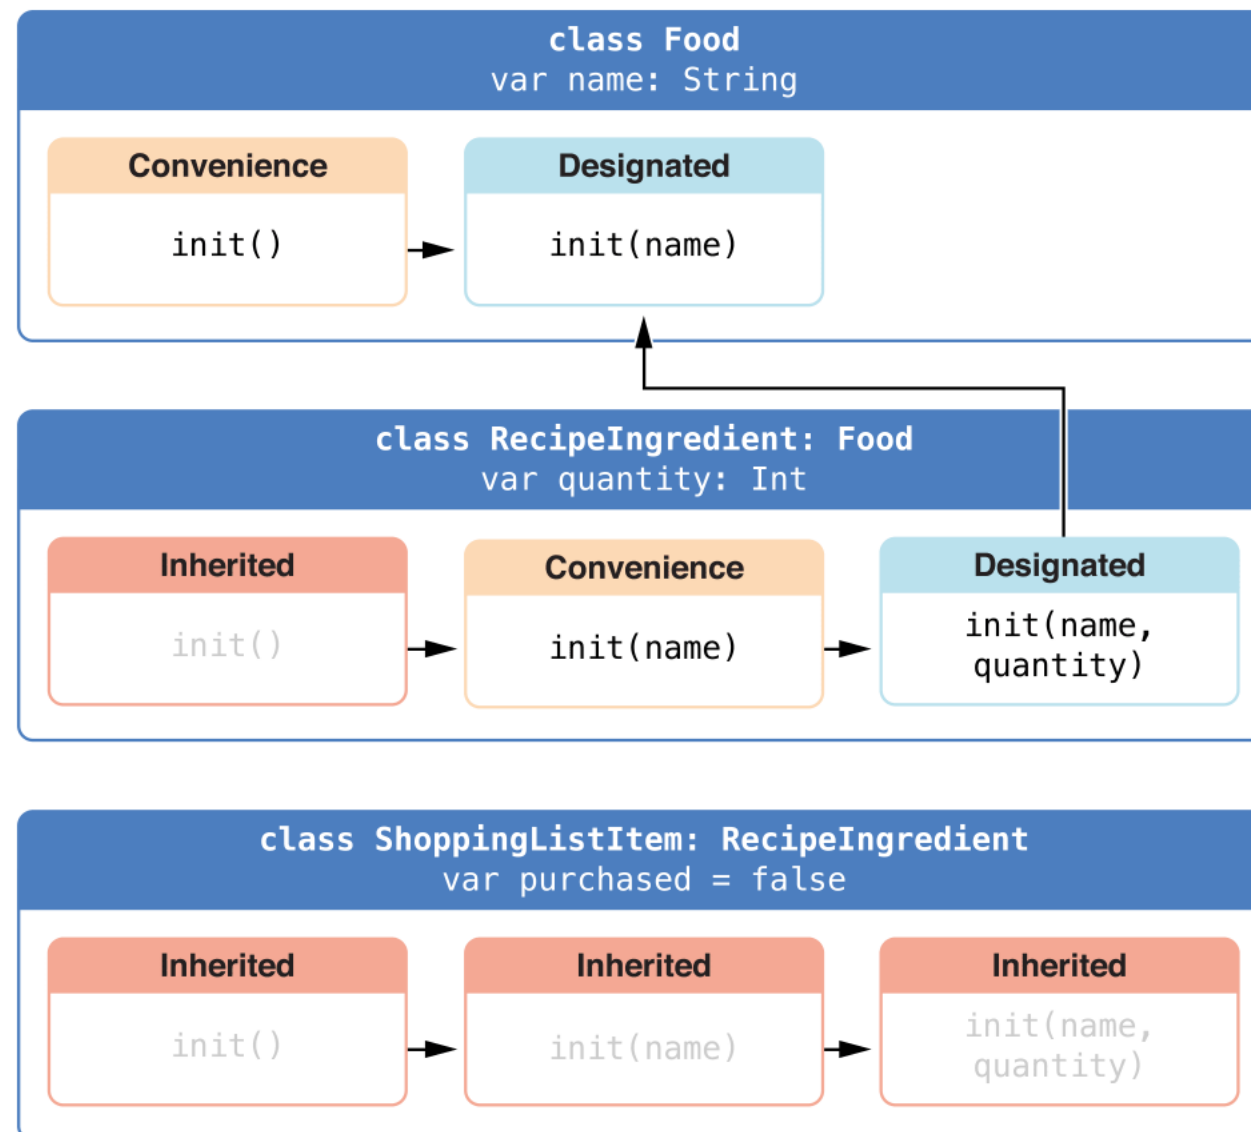 class Food
var name: String
Convenience
Designated
init()
init(name)
class RecipeIngredient: Food
var quantity: Int
Inherited
Convenience
Designated
init()
init(name)
init(name,
quantity)
class ShoppingListItem: RecipeIngredient
var purchased = false
Inherited
Inherited
Inherited
init()
init(name)
init(name,
quantity)